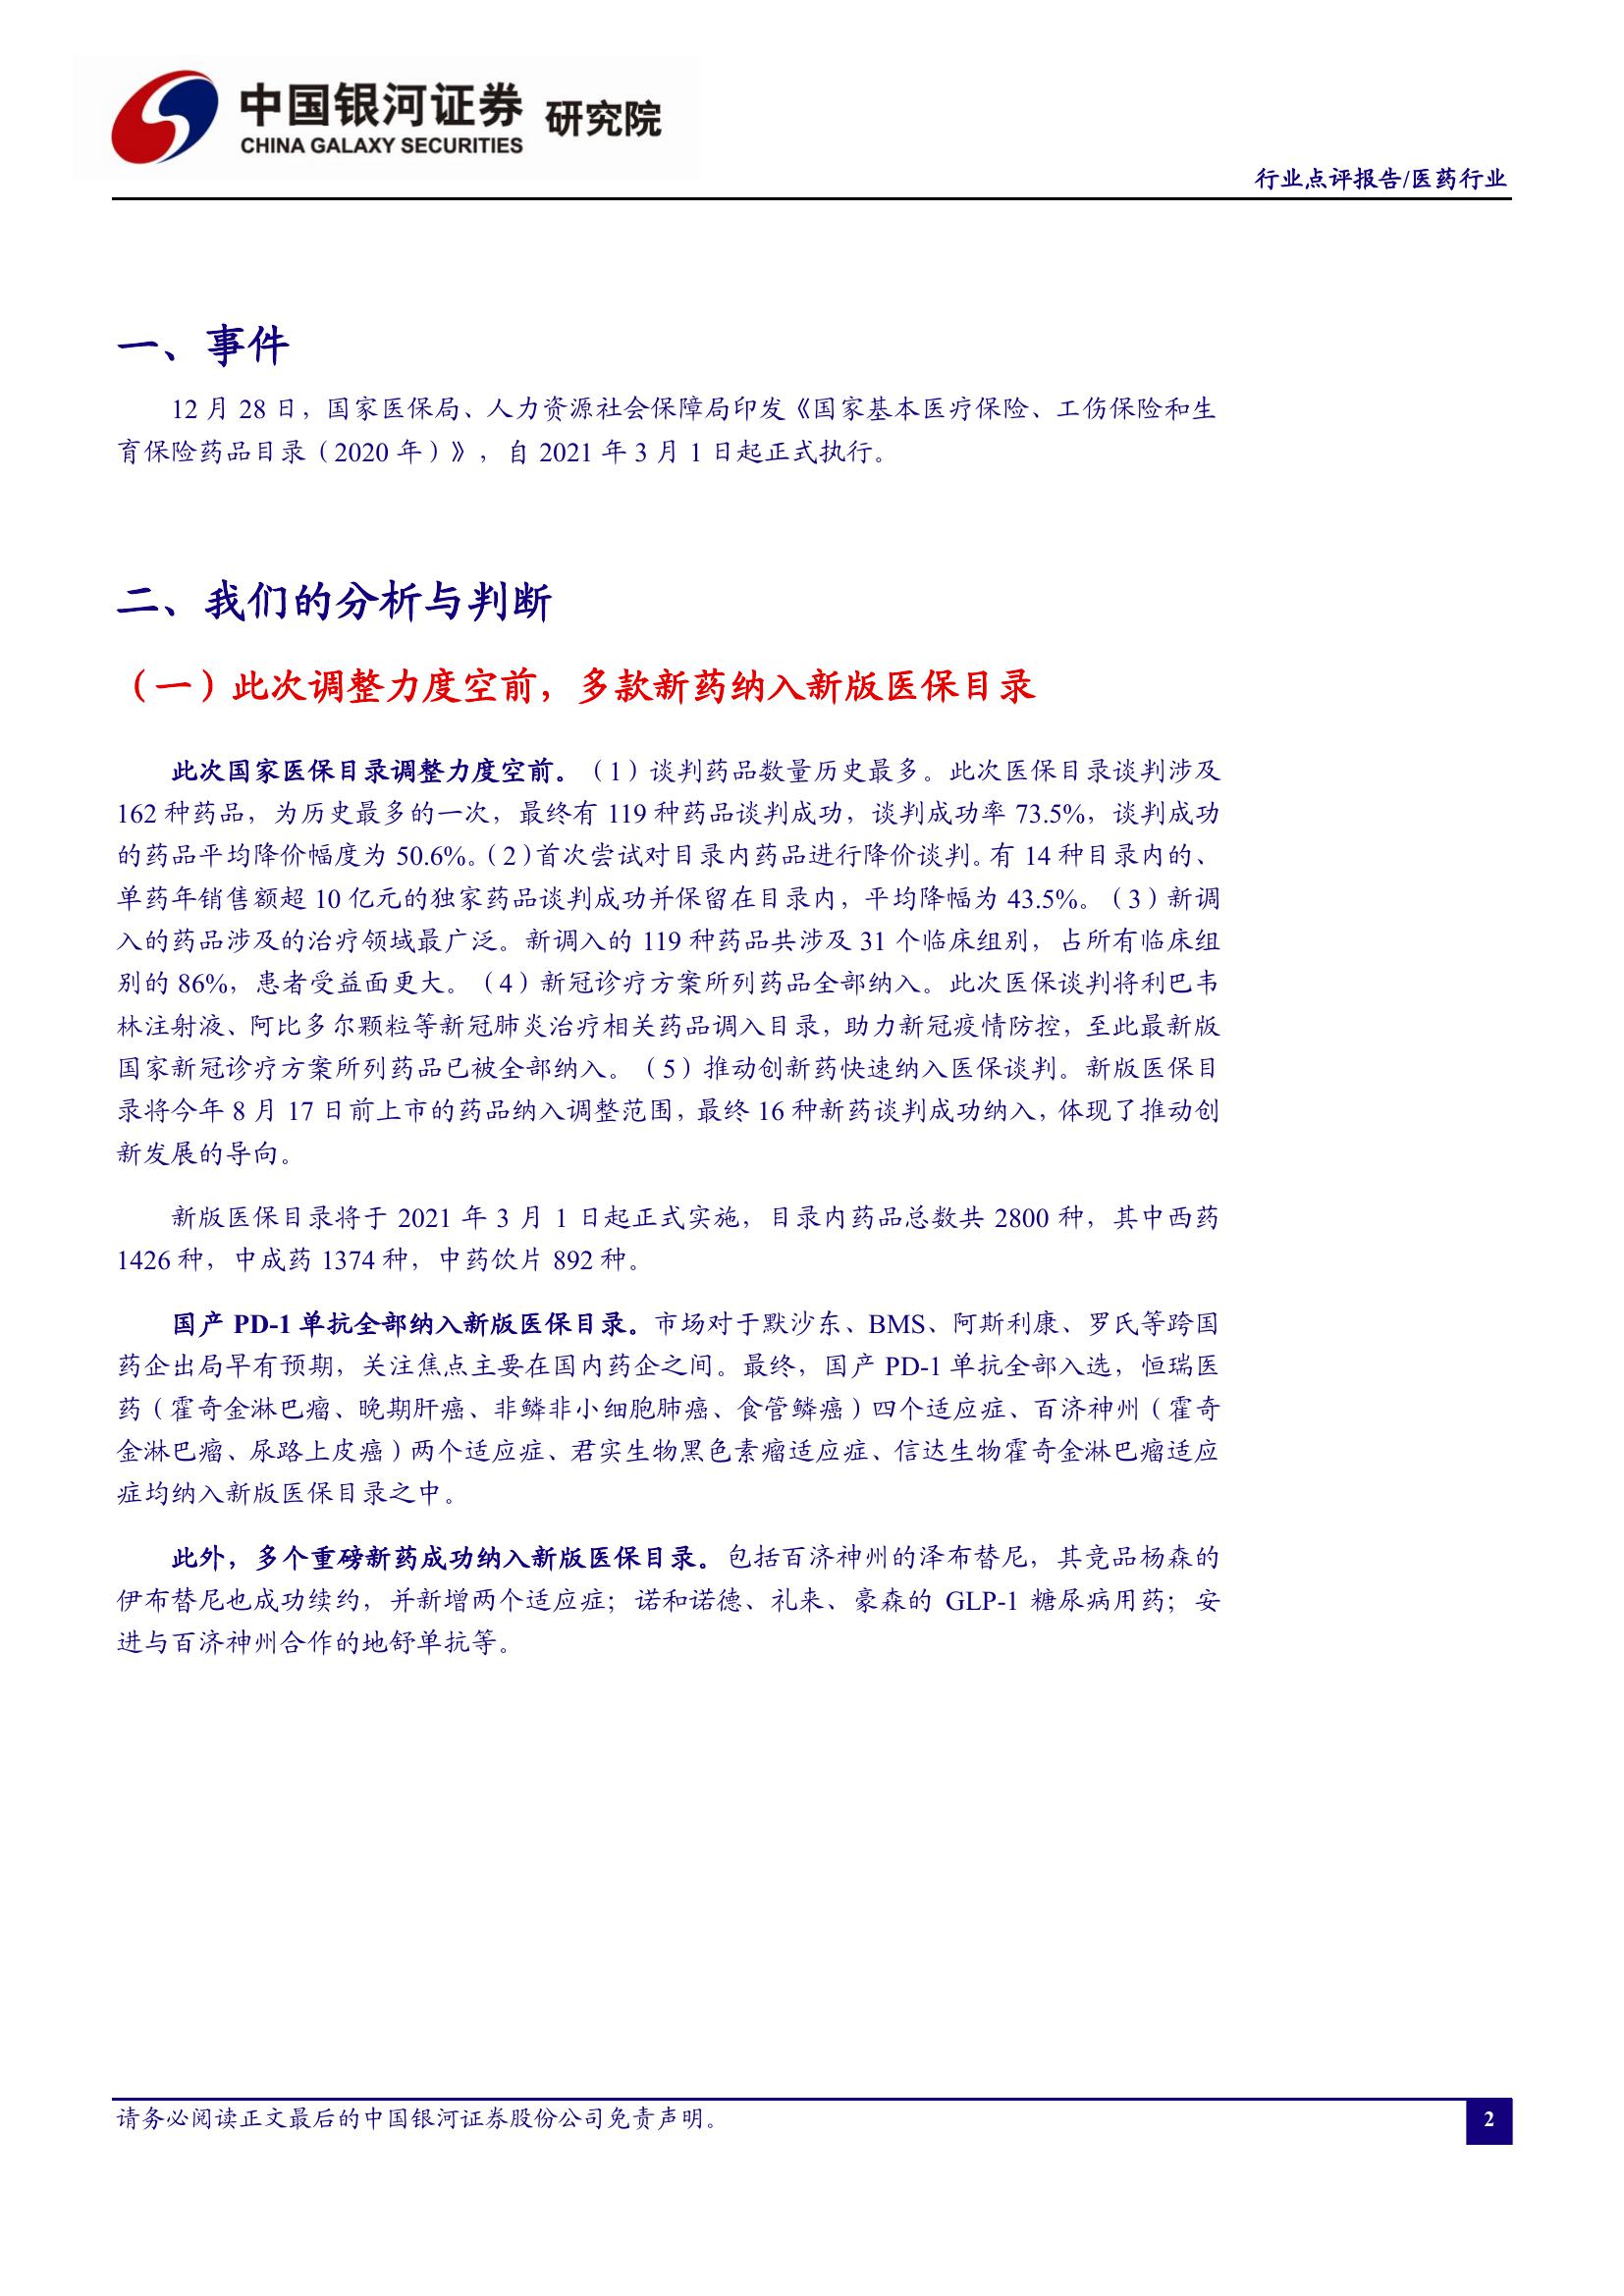 中国银河证券 研究院
CHINA GALAXY SECURITIES
行业点评报告/医药行业
一、事件
12 月 28 日，国家医保局、人力资源社会保障局印发《国家基本医疗保险、工伤保险和生
育保险药品目录（2020 年）》，自 2021 年 3 月 1 日起正式执行。
二、我们的分析与判断
（一）此次调整力度空前，多款新药纳入新版医保目录
此次国家医保目录调整力度空前。（1）谈判药品数量历史最多。此次医保目录谈判涉及
162 种药品，为历史最多的一次，最终有 119 种药品谈判成功，谈判成功率 73.5%，谈判成功
的药品平均降价幅度为 50.6%。（2）首次尝试对目录内药品进行降价谈判。有 14 种目录内的、
单药年销售额超 10 亿元的独家药品谈判成功并保留在目录内，平均降幅为 43.5%。（3）新调
入的药品涉及的治疗领域最广泛。新调入的 119 种药品共涉及 31 个临床组别，占所有临床组
别的 86%，患者受益面更大。（4）新冠诊疗方案所列药品全部纳入。此次医保谈判将利巴韦
林注射液、阿比多尔颗粒等新冠肺炎治疗相关药品调入目录，助力新冠疫情防控，至此最新版
国家新冠诊疗方案所列药品已被全部纳入。（5）推动创新药快速纳入医保谈判。新版医保目
录将今年 8 月 17 日前上市的药品纳入调整范围，最终 16 种新药谈判成功纳入，体现了推动创
新发展的导向。
新版医保目录将于 2021 年 3 月 1 日起正式实施，目录内药品总数共 2800 种，其中西药
1426 种，中成药 1374 种，中药饮片 892 种。
国产 PD-1 单抗全部纳入新版医保目录。市场对于默沙东、BMS、阿斯利康、罗氏等跨国
药企出局早有预期，关注焦点主要在国内药企之间。最终，国产 PD-1 单抗全部入选，恒瑞医
药（霍奇金淋巴瘤、晚期肝癌、非鳞非小细胞肺癌、食管鳞癌）四个适应症、百济神州（霍奇
金淋巴瘤、尿路上皮癌）两个适应症、君实生物黑色素瘤适应症、信达生物霍奇金淋巴瘤适应
症均纳入新版医保目录之中。
此外，多个重磅新药成功纳入新版医保目录。包括百济神州的泽布替尼，其竞品杨森的
伊布替尼也成功续约，并新增两个适应症；诺和诺德、礼来、豪森的 GLP-1 糖尿病用药；安
进与百济神州合作的地舒单抗等。
请务必阅读正文最后的中国银河证券股份公司免责声明。
2